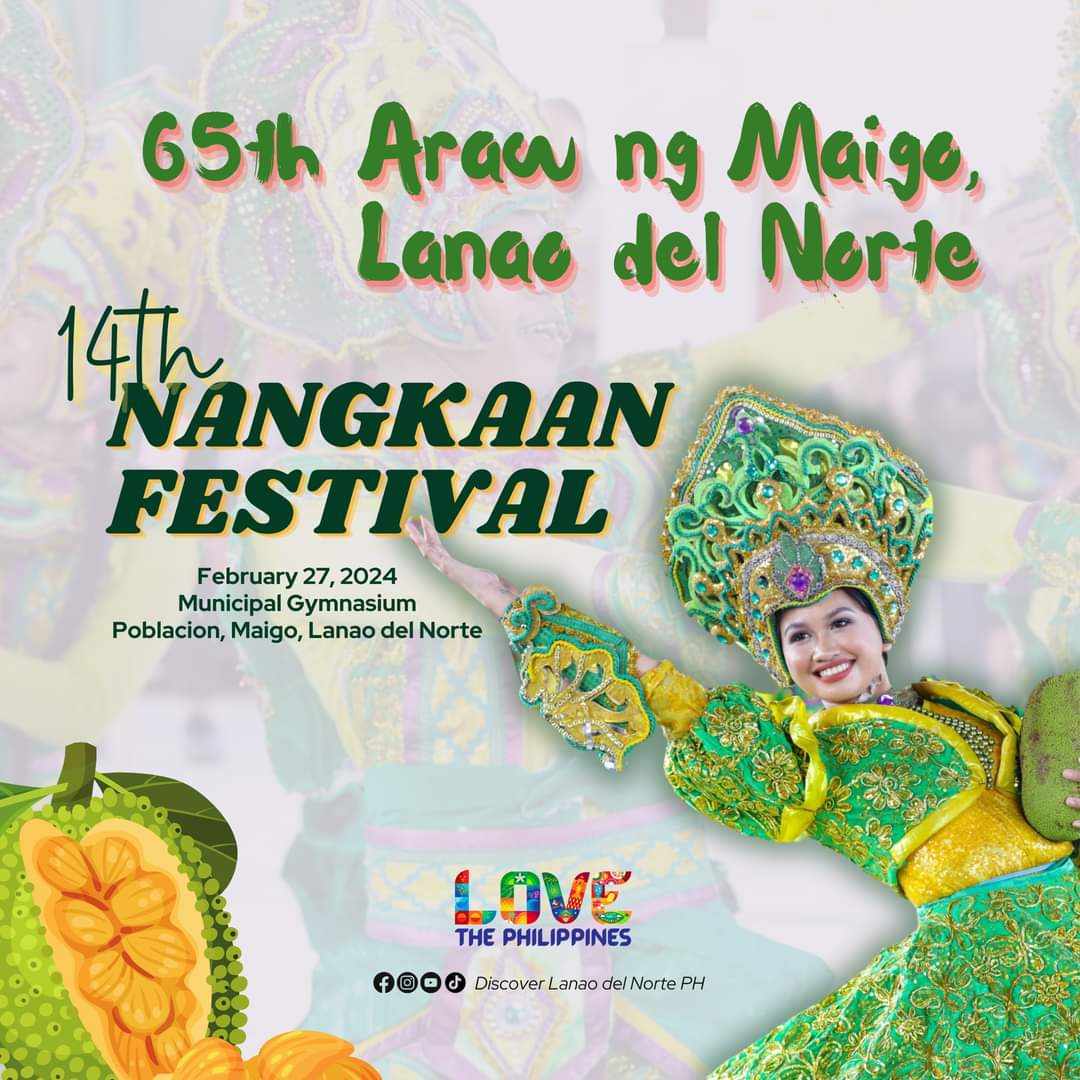 65th Araw ng Maigo,
Lanao del Norte
14th
NANGKAAN
FESTIVAL
February 27, 2024
Municipal Gymnasium
Poblacion, Maigo, Lanao del Norte
LOVE
THE PHILIPPINES
Discover Lanao del Norte PH